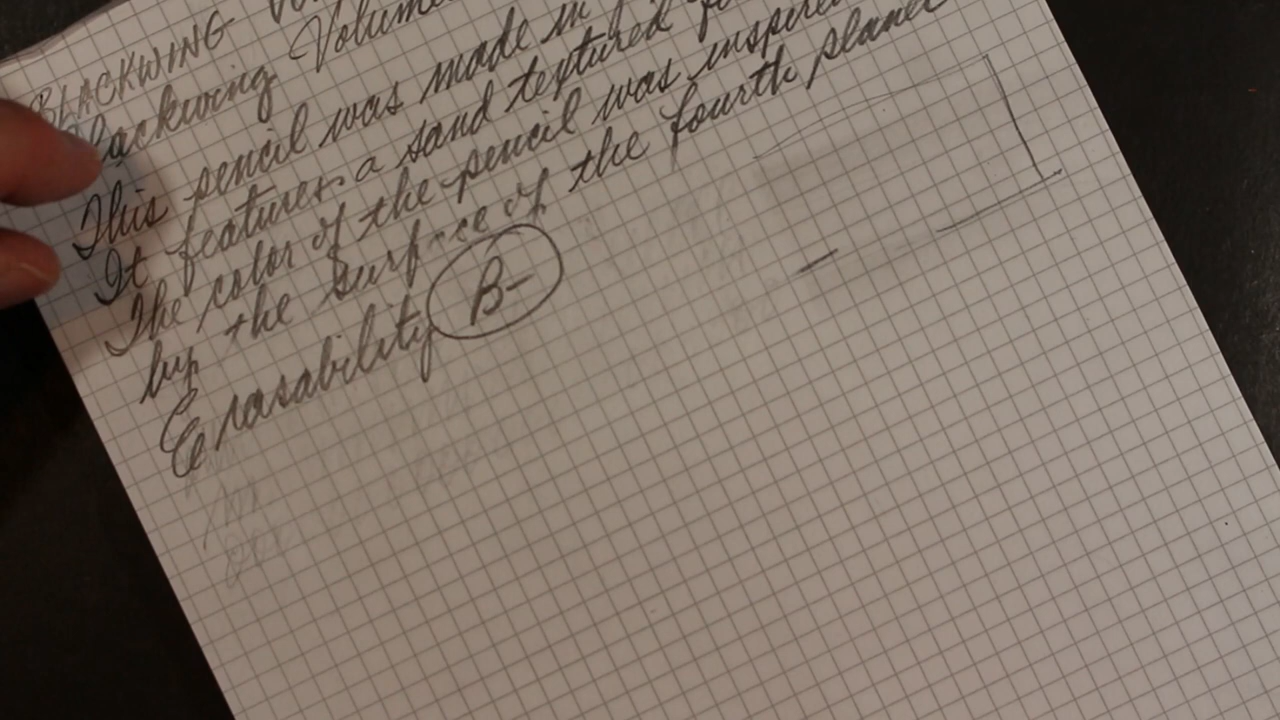 BLACKWING
Blackwing Volume
This pencil was made in
It features a sand textured
The color of the pencil was inspired
by the surface of the fourth planet
Erasability B-